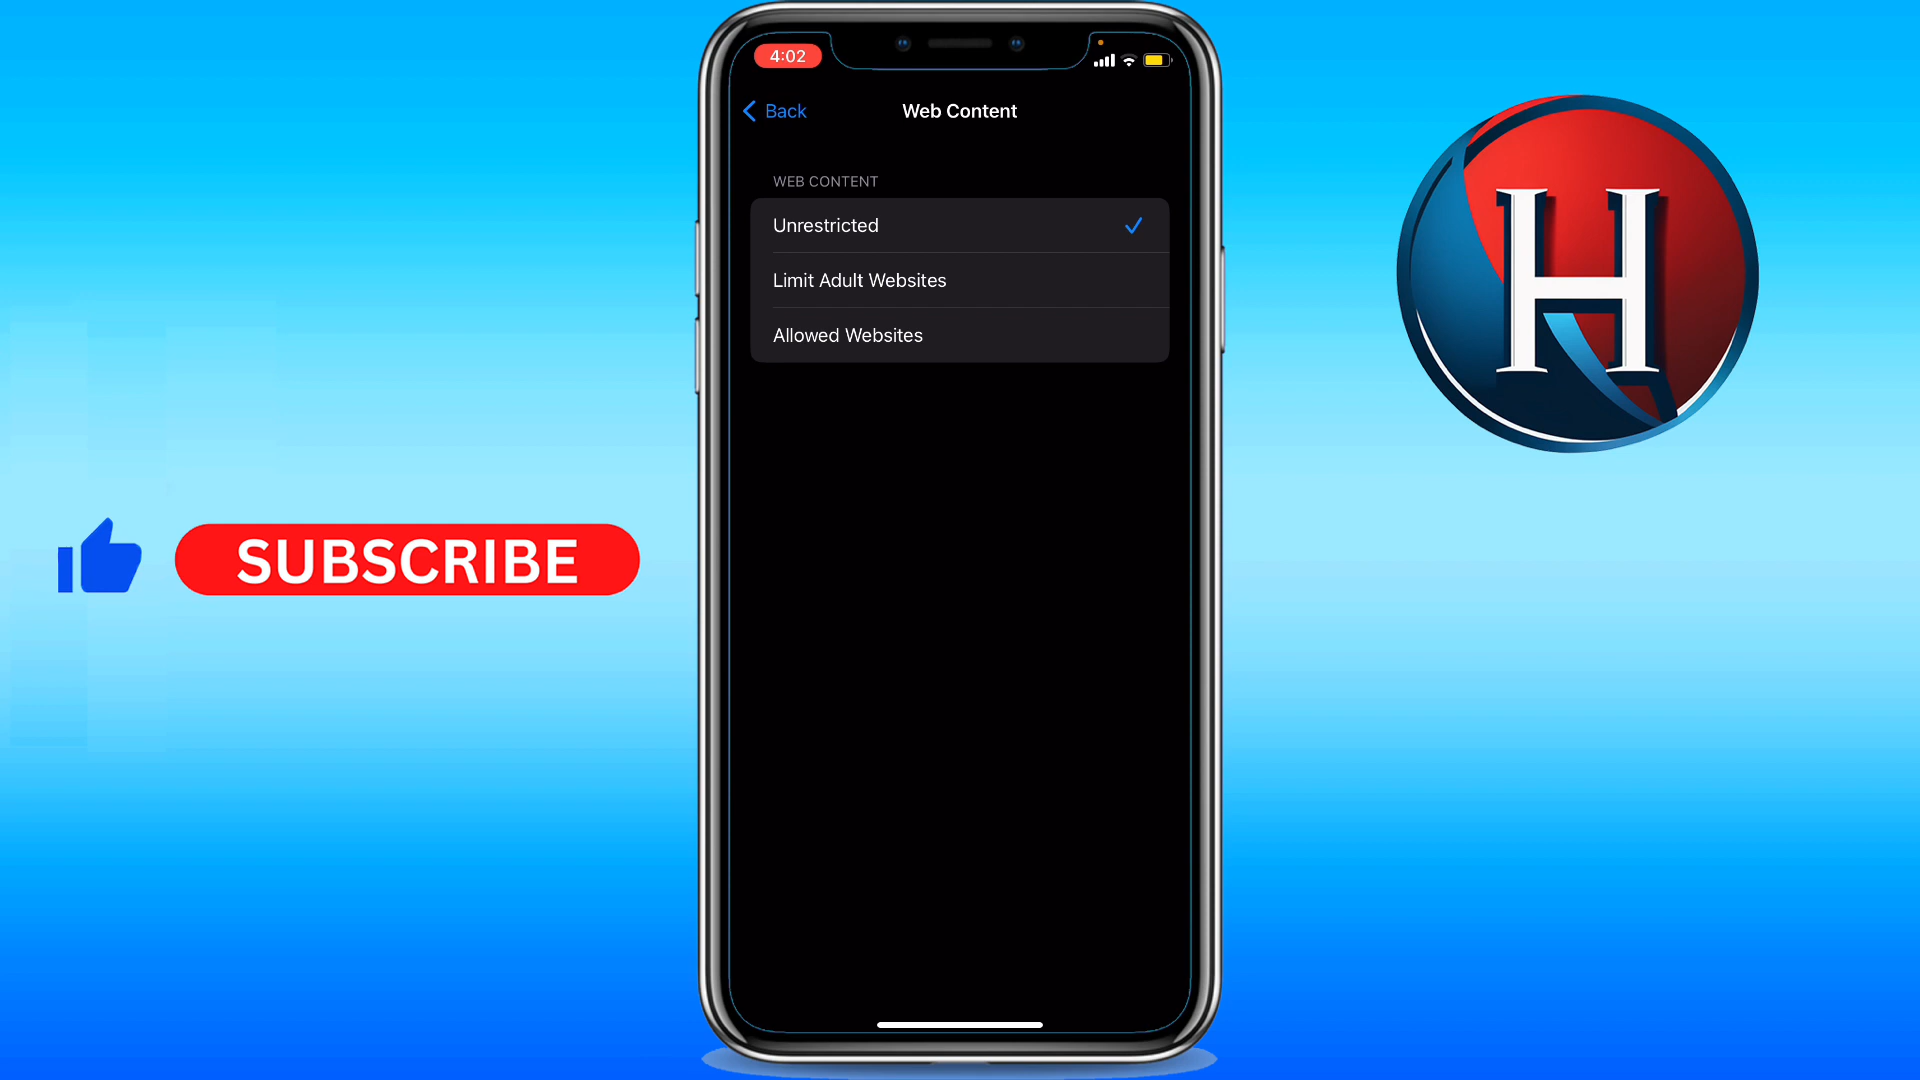 4:02
Back
Web Content
WEB CONTENT
Unrestricted
Limit Adult Websites
Allowed Websites
SUBSCRIBE
H